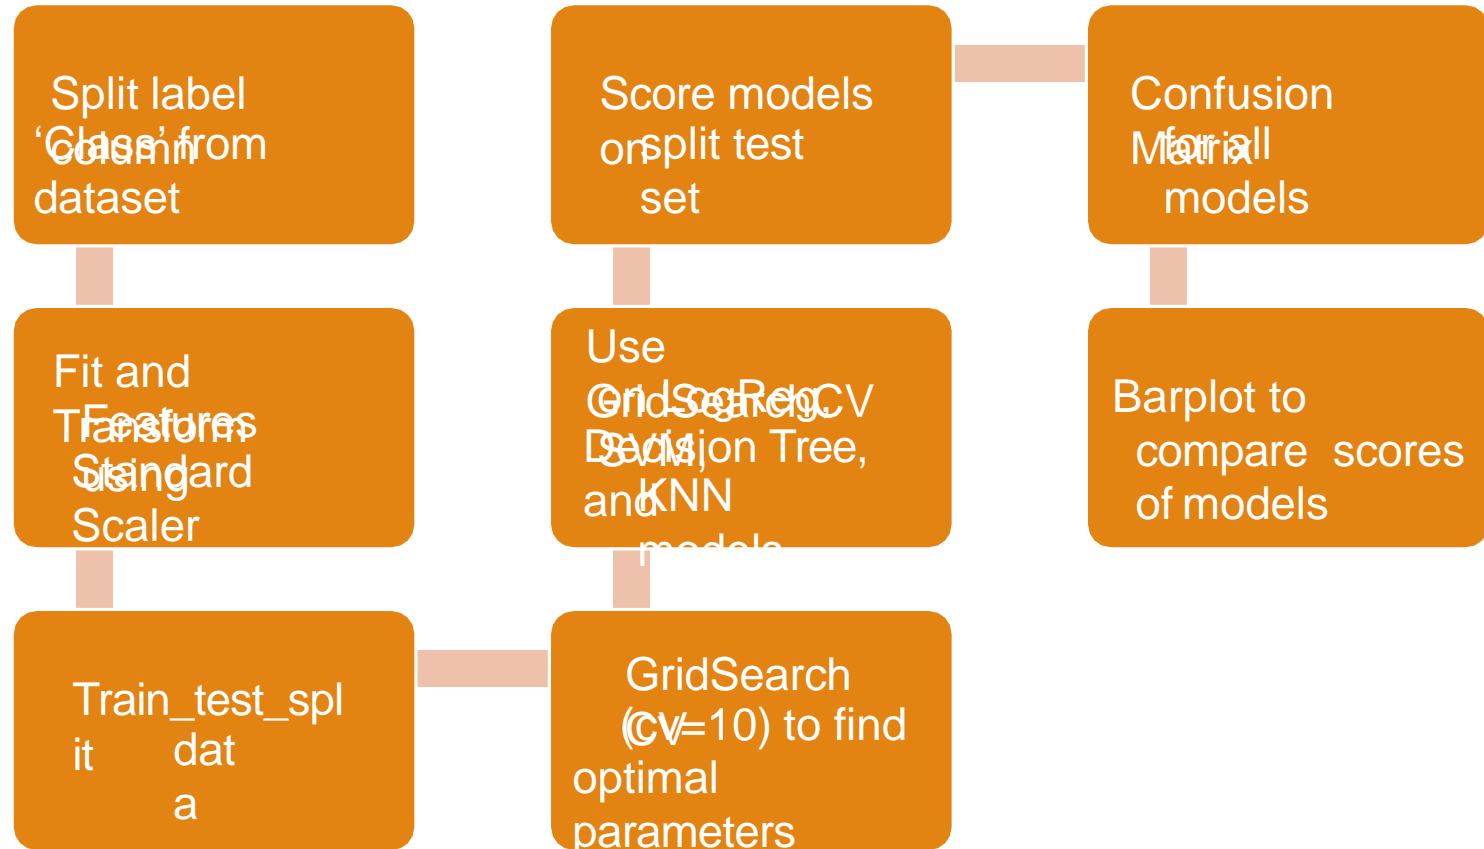 Split label
column
‘Class’ from
dataset
Fit and
Transform
Features
using
Standard
Scaler
Train_test_spl
it
dat
a
GridSearch
CV
(cv=10) to find
optimal
parameters
Use
GridSearchCV
on LogReg,
SVM,
Decision Tree,
and
KNN
models
Score models
on
split test
set
Confusion
Matrix
for all
models
Barplot to
compare scores
of models